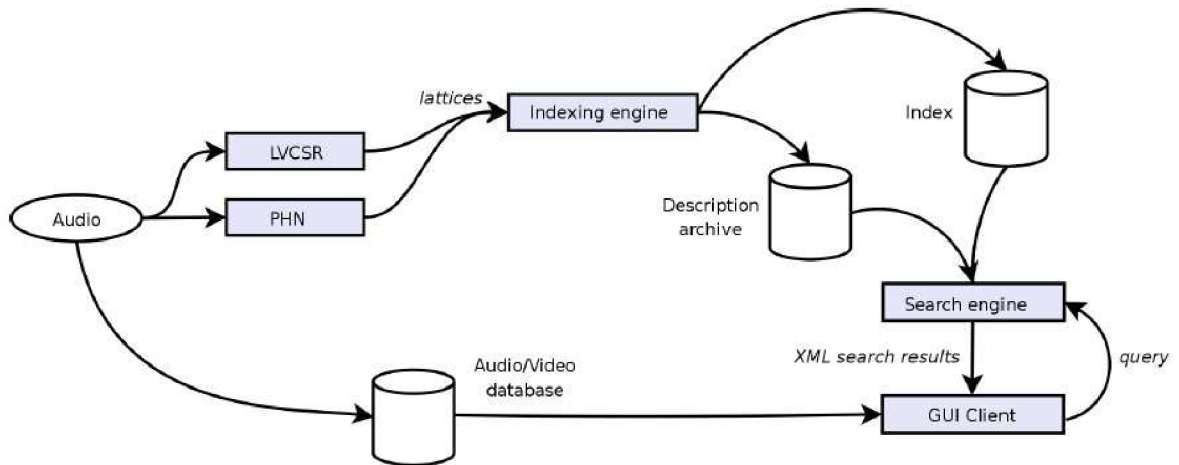 lattices
Indexing engine
Index
LVCSR
PHN
Audio
Description
archive
Search engine
XML search results
query
Audio/Video
database
GUI Client